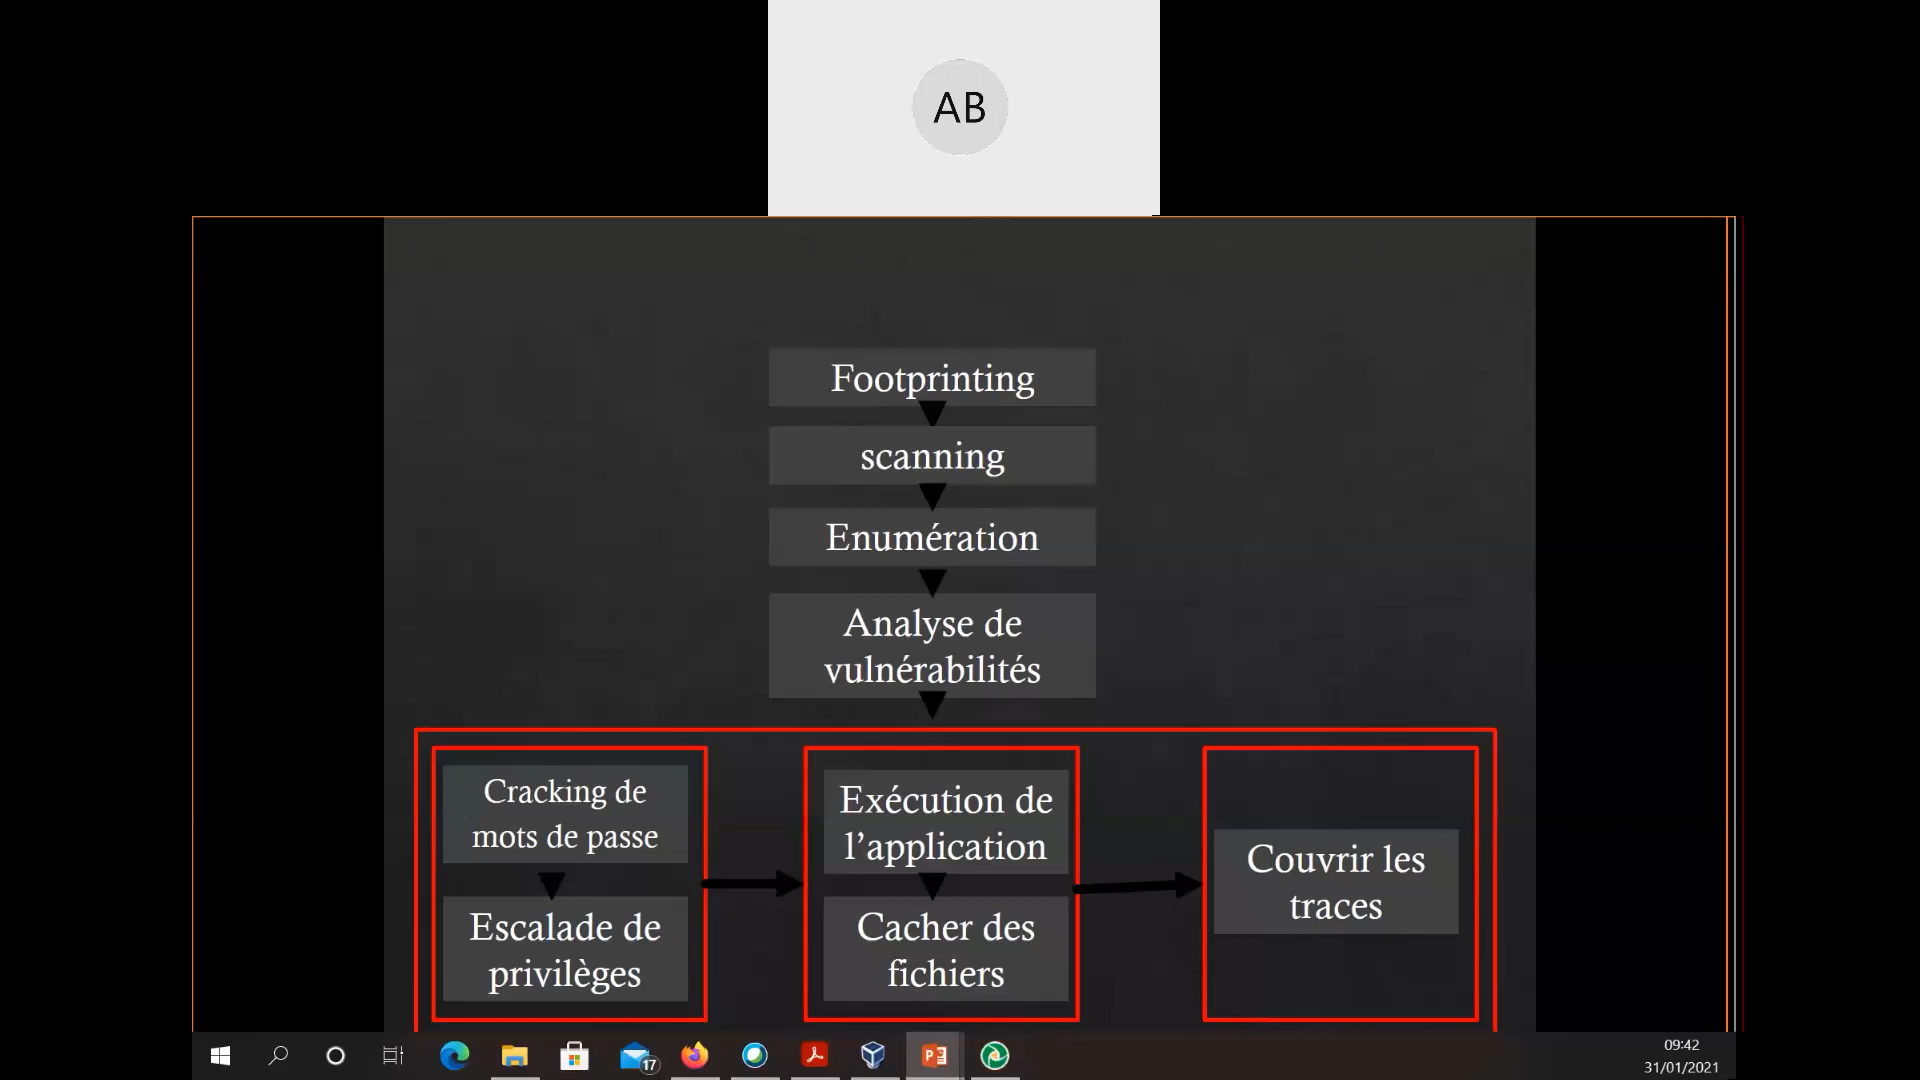 AB
Footprinting
scanning
Enumération
Analyse de
vulnérabilités
Cracking de
mots de passe
Escalade de
privilèges
Exécution de
l’application
Cacher des
fichiers
Couvrir les
traces
17
09:42
31/01/2021